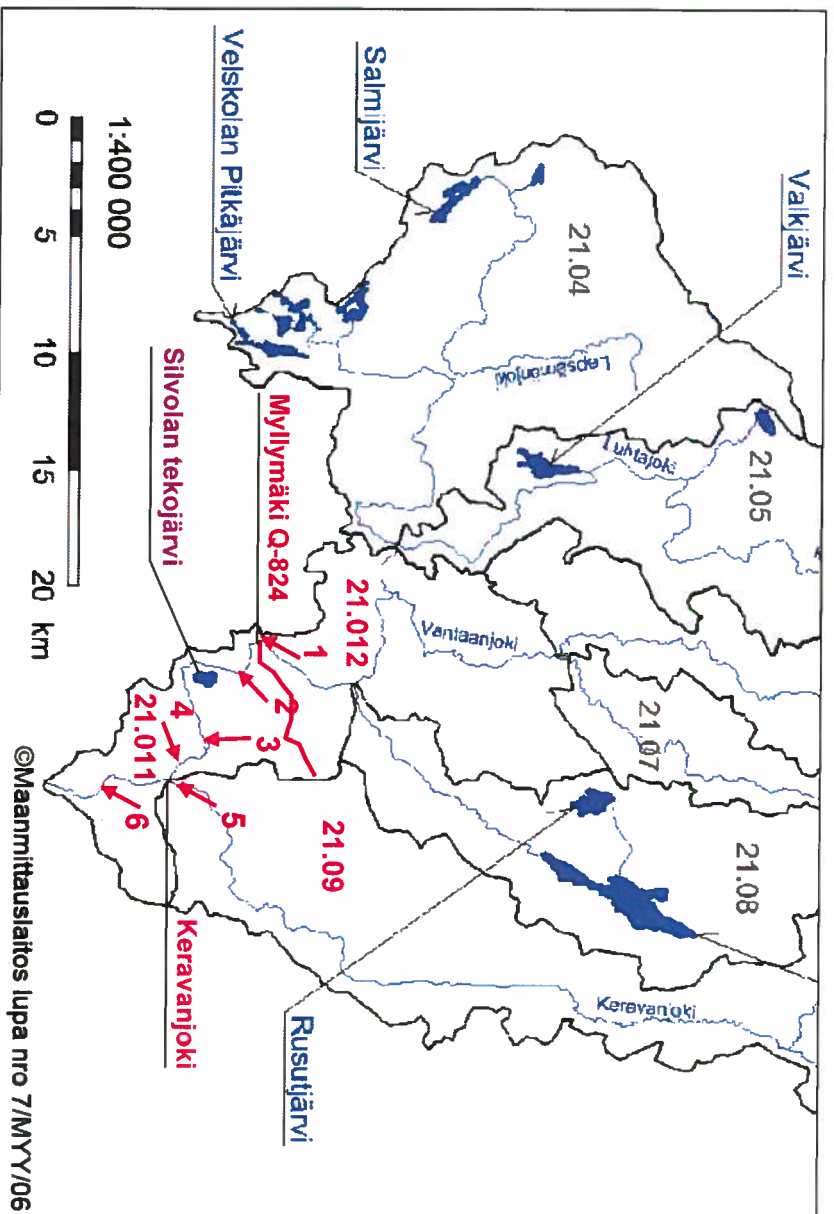 Valkjärvi
Salmijärvi
Velskolan Pitkäjärvi
21.04
Lepsämänjoki
Luhtajoki
21.05
Vantaanjoki
21.07
21.08
Keravanjoki
21.012
21.09
Myllymäki Q-824
Silvolan tekojärvi
1
2
3
4
21.011
5
6
Keravanjoki
Rusutjärvi
1:400 000
0 5 10 15 20 km
©Maanmittauslaitos lupa nro 7/MYY/06